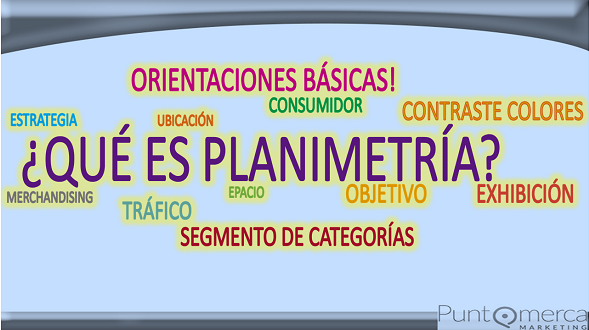 ORIENTACIONES BÁSICAS!
CONSUMIDOR
CONTRASTE COLORES
ESTRATEGIA
UBICACIÓN
¿QUÉ ES PLANIMETRÍA?
MERCHANDISING
EPACIO
OBJETIVO
EXHIBICIÓN
TRÁFICO
SEGMENTO DE CATEGORÍAS
Puntomerca
MARKETING